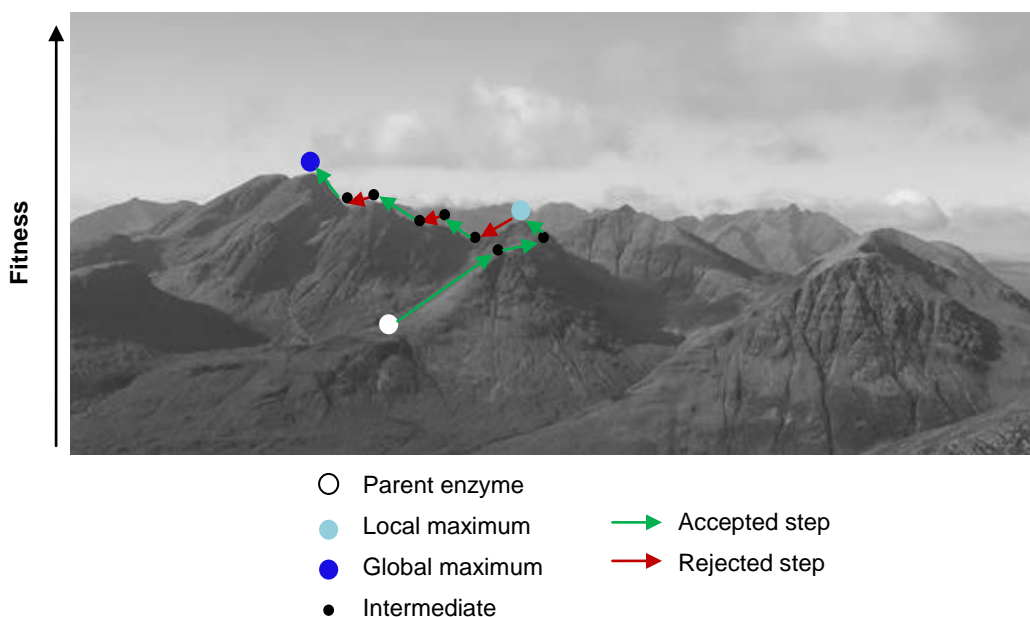 Fitness
Parent enzyme
Local maximum
Global maximum
Intermediate
Accepted step
Rejected step